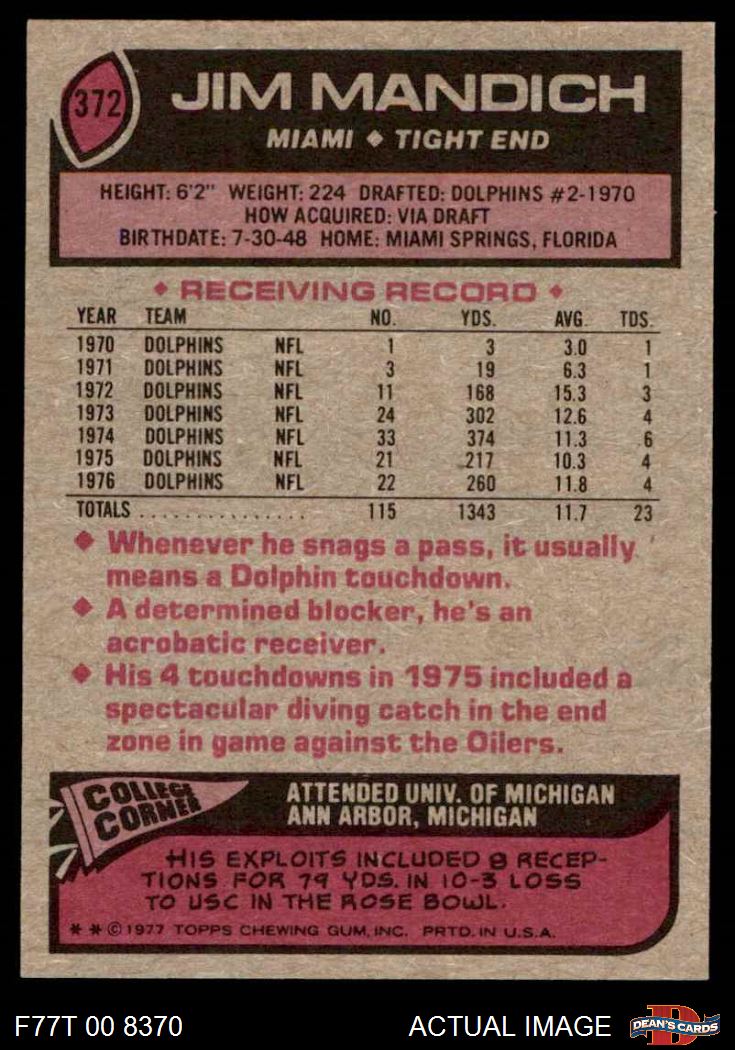 372
JIM MANDICH
MIAMI ◆ TIGHT END
HEIGHT: 6'2" WEIGHT: 224 DRAFTED: DOLPHINS #2-1970
HOW ACQUIRED: VIA DRAFT
BIRTHDATE: 7-30-48 HOME: MIAMI SPRINGS, FLORIDA
◆ RECEIVING RECORD ◆
YEAR TEAM NO. YDS. AVG. TDS.
1970 DOLPHINS NFL 1 3 3.0 1
1971 DOLPHINS NFL 3 19 6.3 1
1972 DOLPHINS NFL 11 168 15.3 3
1973 DOLPHINS NFL 24 302 12.6 4
1974 DOLPHINS NFL 33 374 11.3 6
1975 DOLPHINS NFL 21 217 10.3 4
1976 DOLPHINS NFL 22 260 11.8 4
TOTALS ............... 115 1343 11.7 23
◆ Whenever he snags a pass, it usually
means a Dolphin touchdown.
◆ A determined blocker, he's an
acrobatic receiver.
◆ His 4 touchdowns in 1975 included a
spectacular diving catch in the end
zone in game against the Oilers.
COLLEGE
CORNER
ATTENDED UNIV. OF MICHIGAN
ANN ARBOR, MICHIGAN
HIS EXPLOITS INCLUDED 8 RECEP-
TIONS FOR 79 YDS. IN 10-3 LOSS
TO USC IN THE ROSE BOWL.
* * © 1977 TOPPS CHEWING GUM, INC. PRTD. IN U.S.A.
F77T 00 8370 ACTUAL IMAGE D DEAN'S CARDS